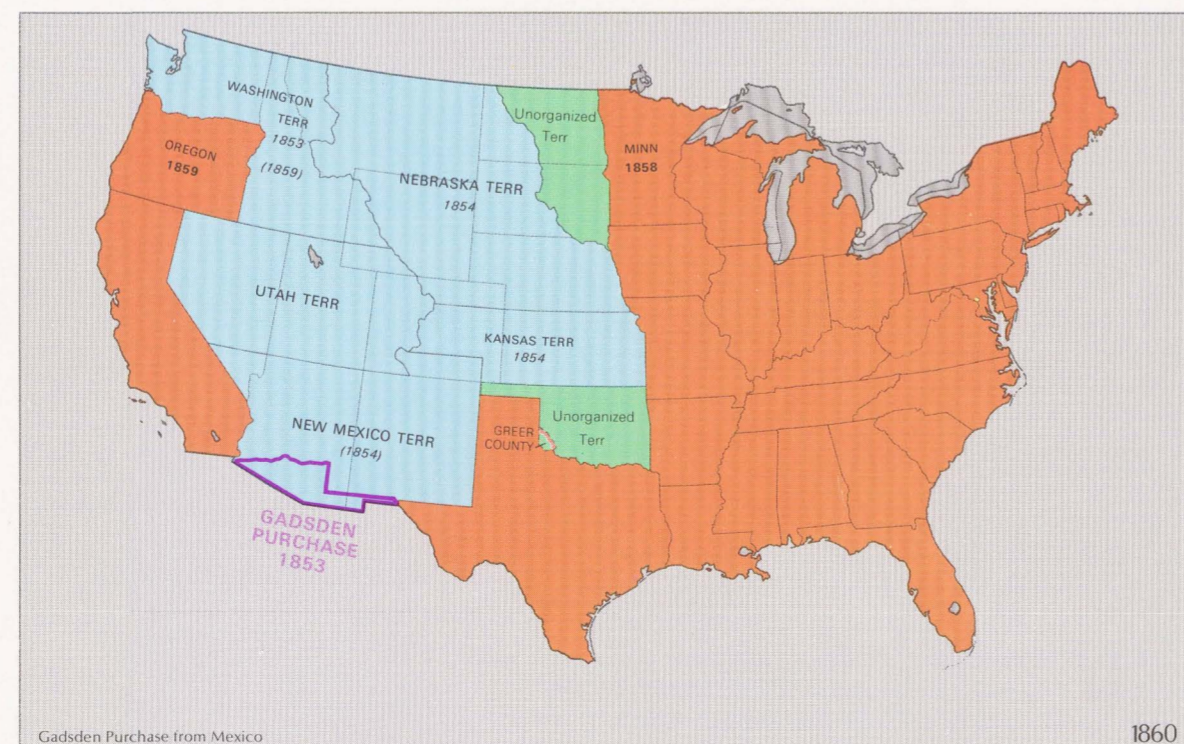 WASHINGTON
TERR
1853
(1859)
OREGON
1859
NEBRASKA TERR
1854
Unorganized
Terr
MINN
1858
UTAH TERR
KANSAS TERR
1854
NEW MEXICO TERR
(1854)
GREER
COUNTY
Unorganized
Terr
GADSDEN
PURCHASE
1853
Gadsden Purchase from Mexico
1860